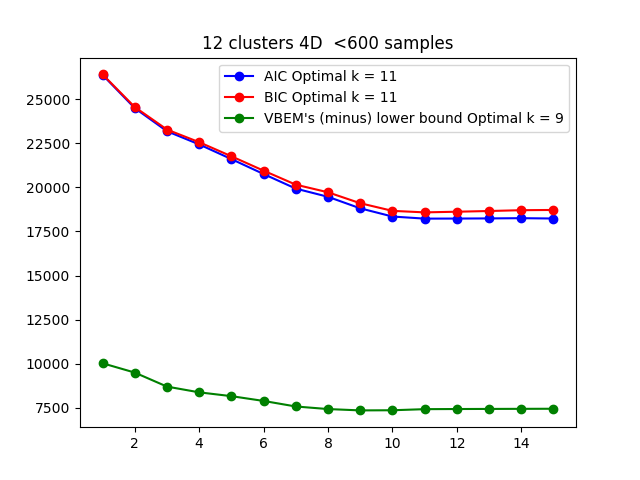 12 clusters 4D  <600 samples
AIC Optimal k = 11
BIC Optimal k = 11
VBEM's (minus) lower bound Optimal k = 9
25000
22500
20000
17500
15000
12500
10000
7500
2 4 6 8 10 12 14